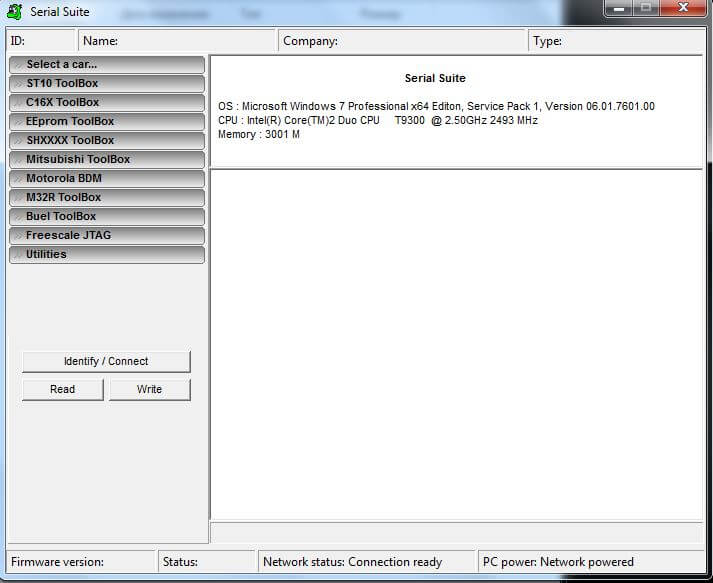 Serial Suite
ID: Name: Company: Type:
Select a car...
ST10 ToolBox
C16X ToolBox
EEprom ToolBox
SHXXXX ToolBox
Mitsubishi ToolBox
Motorola BDM
M32R ToolBox
Buel ToolBox
Freescale JTAG
Utilities
Identify / Connect
Read Write
Serial Suite
OS : Microsoft Windows 7 Professional x64 Editon, Service Pack 1, Version 06.01.7601.00
CPU : Intel(R) Core(TM)2 Duo CPU T9300 @ 2.50GHz 2493 MHz
Memory : 3001 M
Firmware version: Status: Network status: Connection ready PC power: Network powered